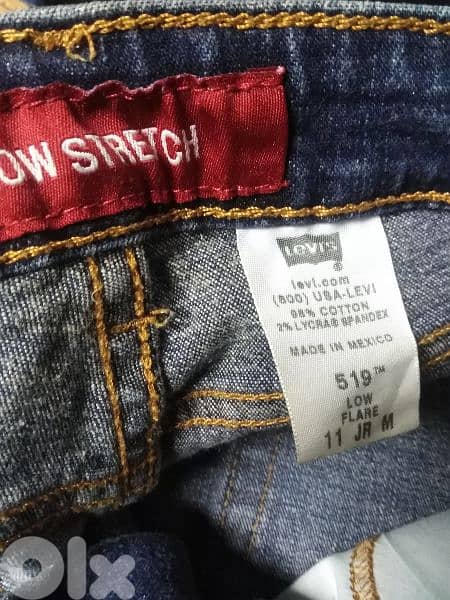 OW STRETCH
Levi's
®
levi.com
(800) USA-LEVI
98% COTTON
2% LYCRA® SPANDEX
MADE IN MEXICO
519™
LOW
FLARE
11 JR M
OLX